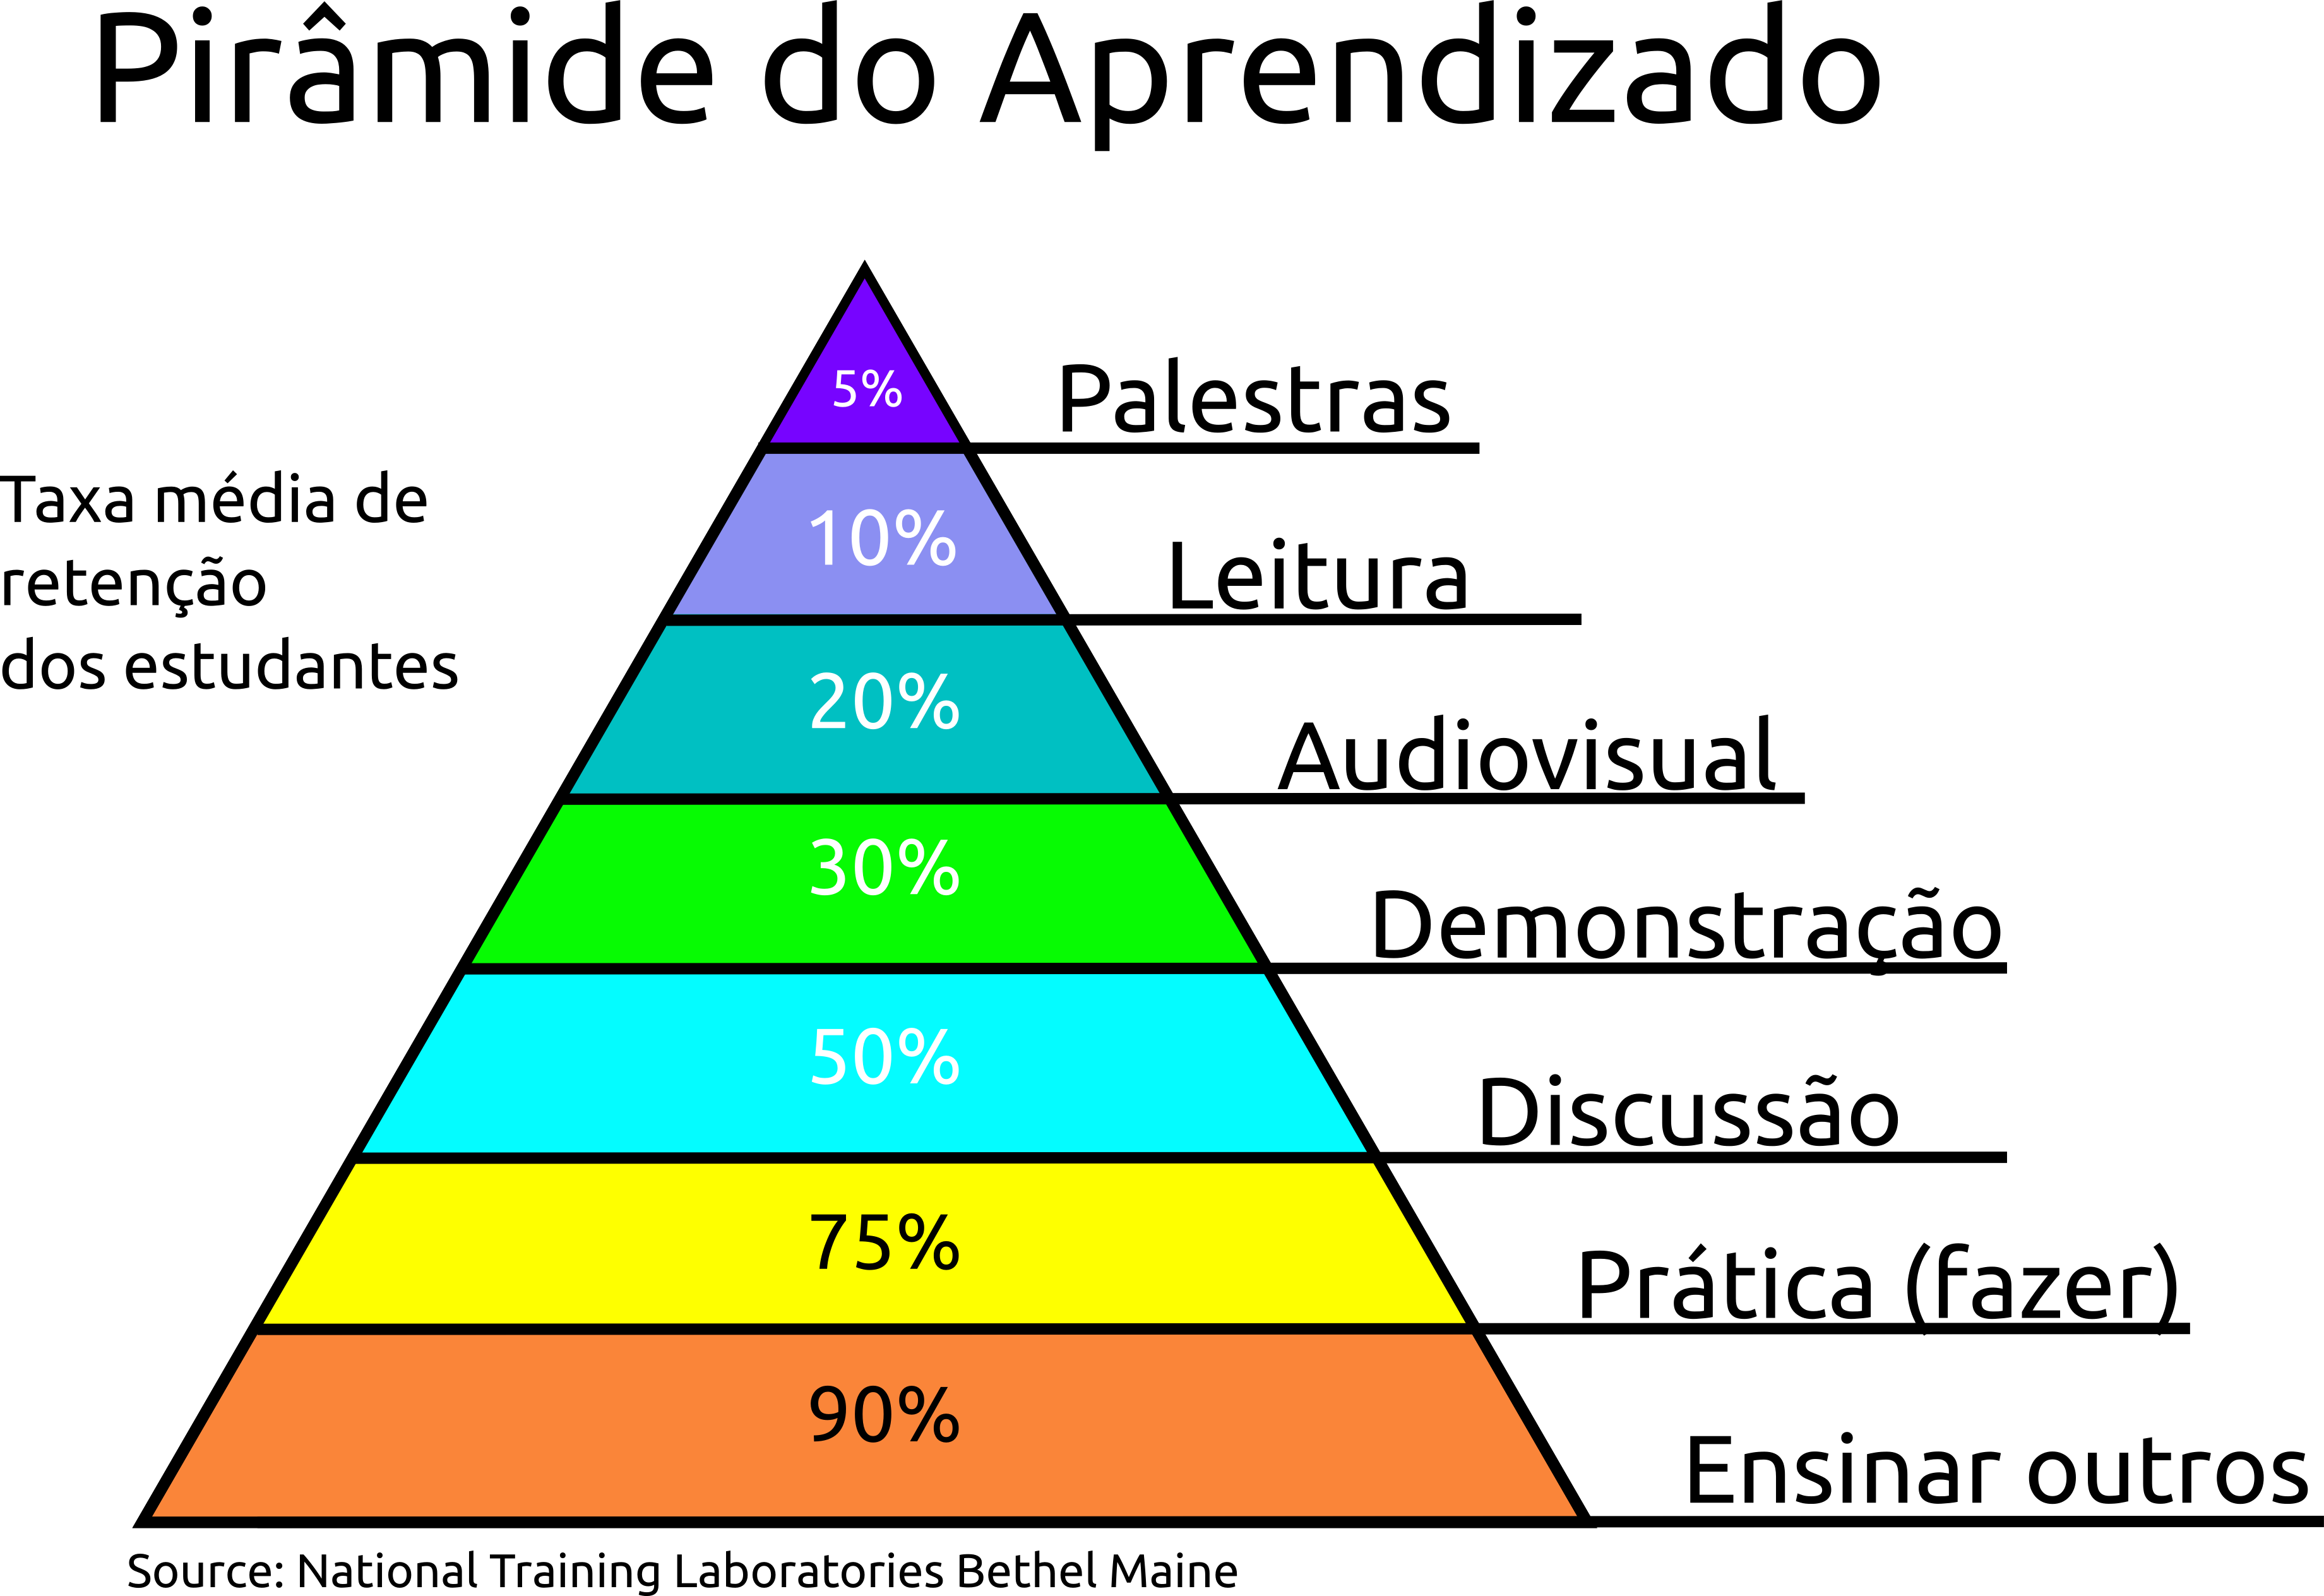 Pirâmide do Aprendizado
5%
Palestras
Taxa média de
retenção
dos estudantes
10%
Leitura
20%
Audiovisual
30%
Demonstração
50%
Discussão
75%
Prática (fazer)
90%
Ensinar outros
Source: National Training Laboratories Bethel Maine